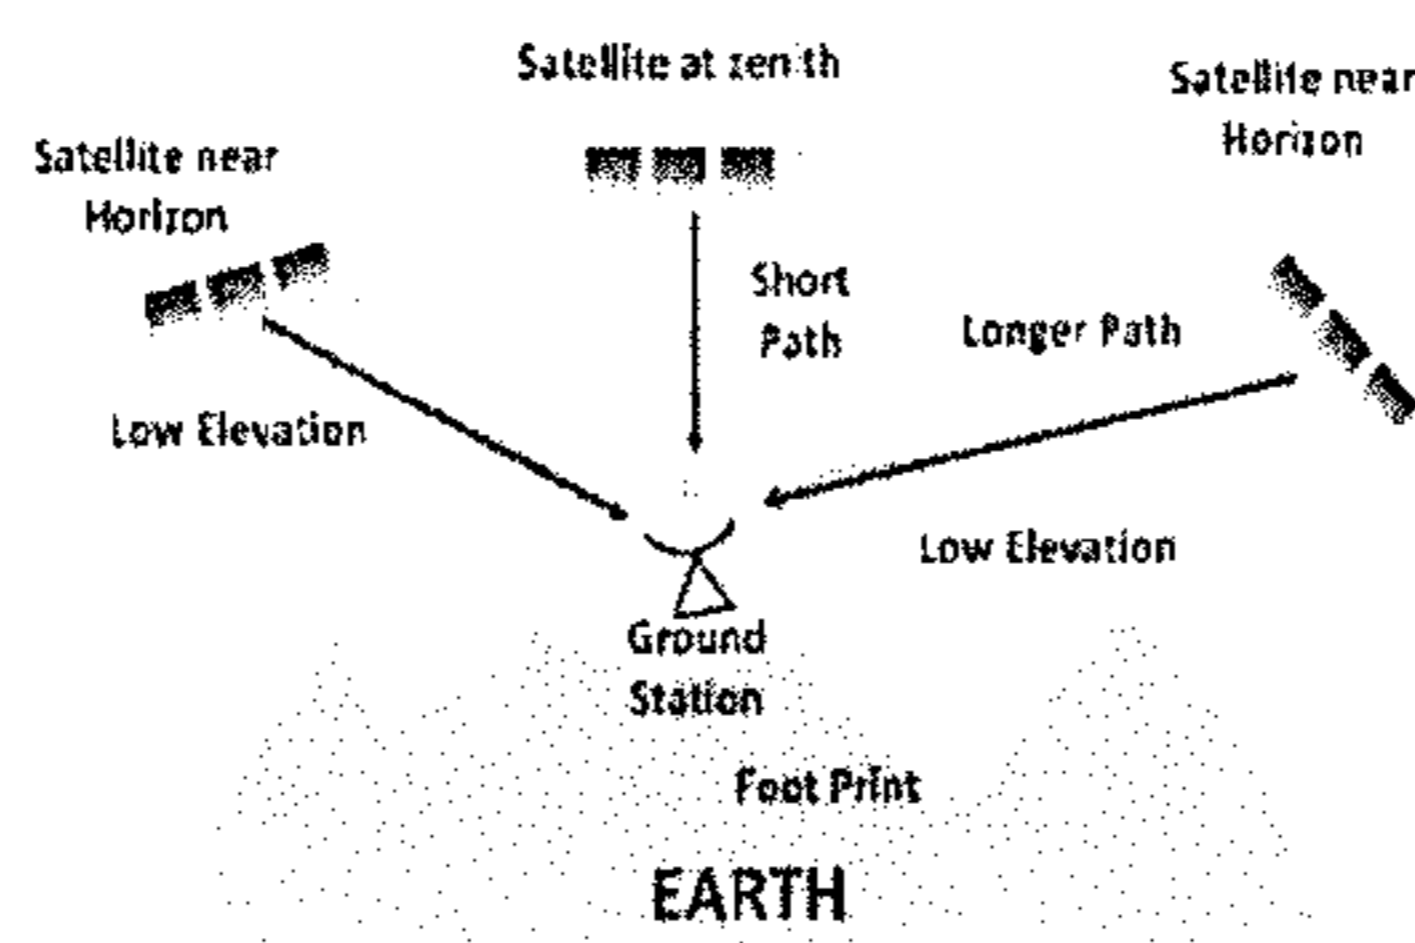 Satellite at zenith
Satellite near
Horizon
Satellite near
Horizon
Short
Path
Longer Path
Low Elevation
Low Elevation
Ground
Station
Foot Print
EARTH